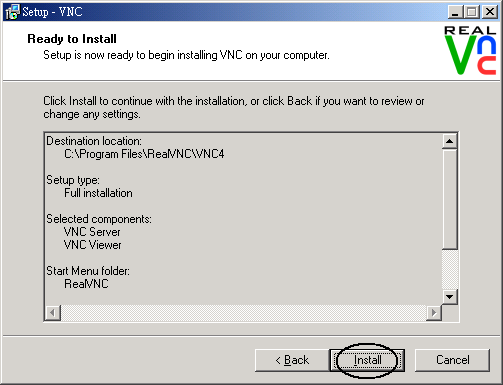 Setup - VNC
Ready to Install
Setup is now ready to begin installing VNC on your computer.
REAL
Vnc
Click Install to continue with the installation, or click Back if you want to review or
change any settings.
Destination location:
C:\Program Files\RealVNC\VNC4
Setup type:
Full installation
Selected components:
VNC Server
VNC Viewer
Start Menu folder:
RealVNC
< Back
Install
Cancel